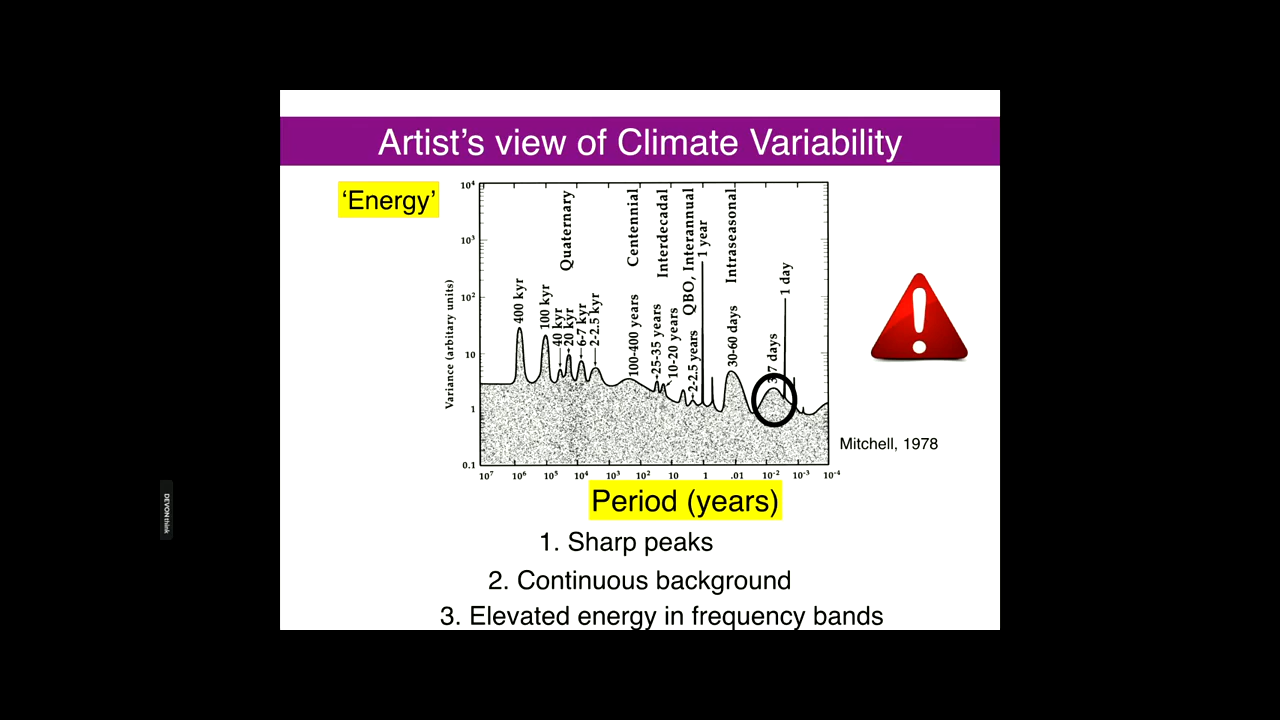 Artist's view of Climate Variability
'Energy'
Variance (arbitary units)
10⁴
10³
10²
10
1
0.1
400 kyr
100 kyr
40 kyr
20 kyr
6-7 kyr
2-2.5 kyr
Quaternary
100-400 years
Centennial
25-35 years
Interdecadal
10-20 years
2-2.5 years
QBO, Interannual
1 year
30-60 days
Intraseasonal
3-7 days
1 day
10⁷ 10⁶ 10⁵ 10⁴ 10³ 10² 10 1 .01 10⁻² 10⁻³ 10⁻⁴
Mitchell, 1978
Period (years)
1. Sharp peaks
2. Continuous background
3. Elevated energy in frequency bands
DEVONthink